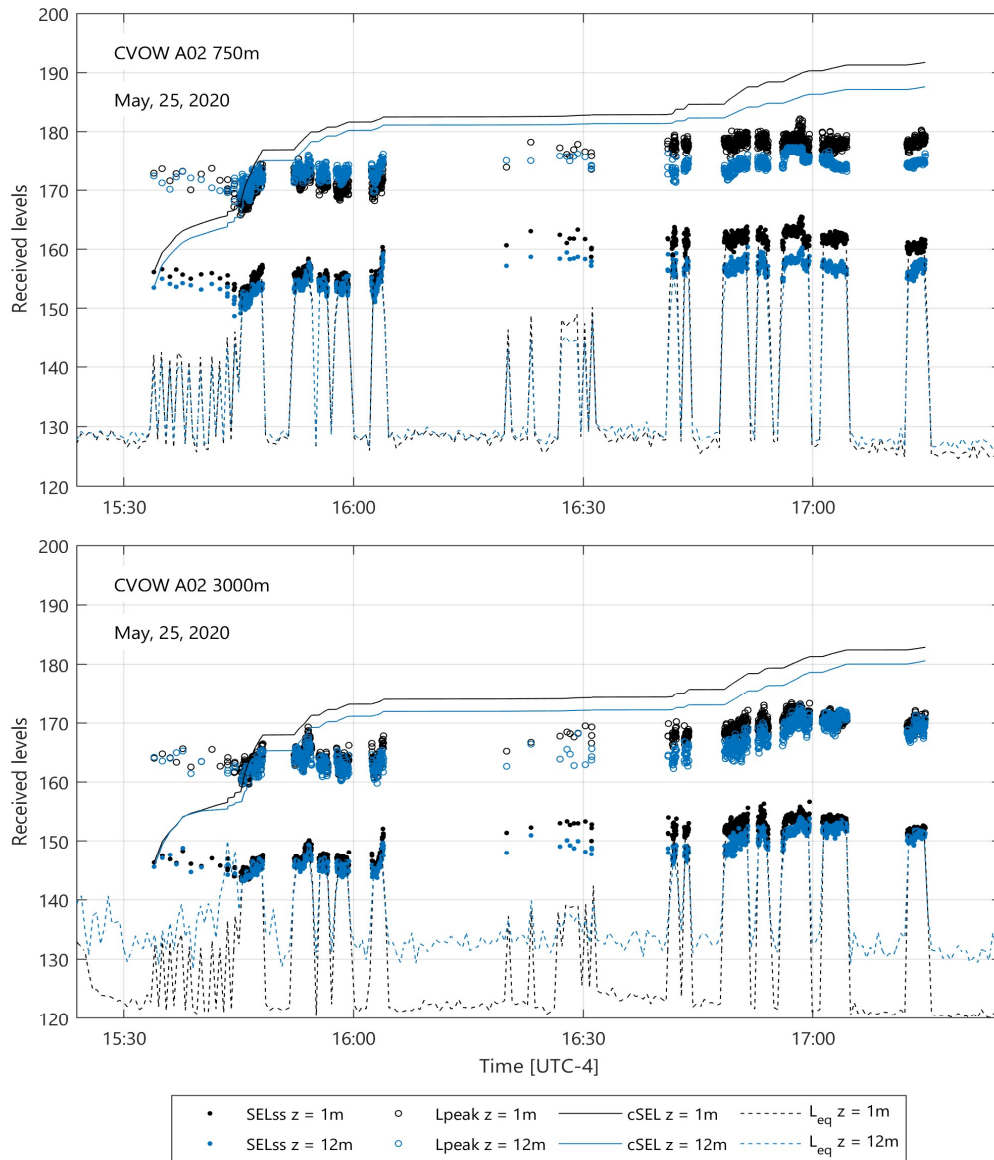 200
190
180
170
160
150
140
130
120
Received levels
CVOW A02 750m
May, 25, 2020
15:30 16:00 16:30 17:00
200
190
180
170
160
150
140
130
120
Received levels
CVOW A02 3000m
May, 25, 2020
15:30 16:00 16:30 17:00
Time [UTC-4]
SELss z = 1m Lpeak z = 1m cSEL z = 1m Leq z = 1m
SELss z = 12m Lpeak z = 12m cSEL z = 12m Leq z = 12m